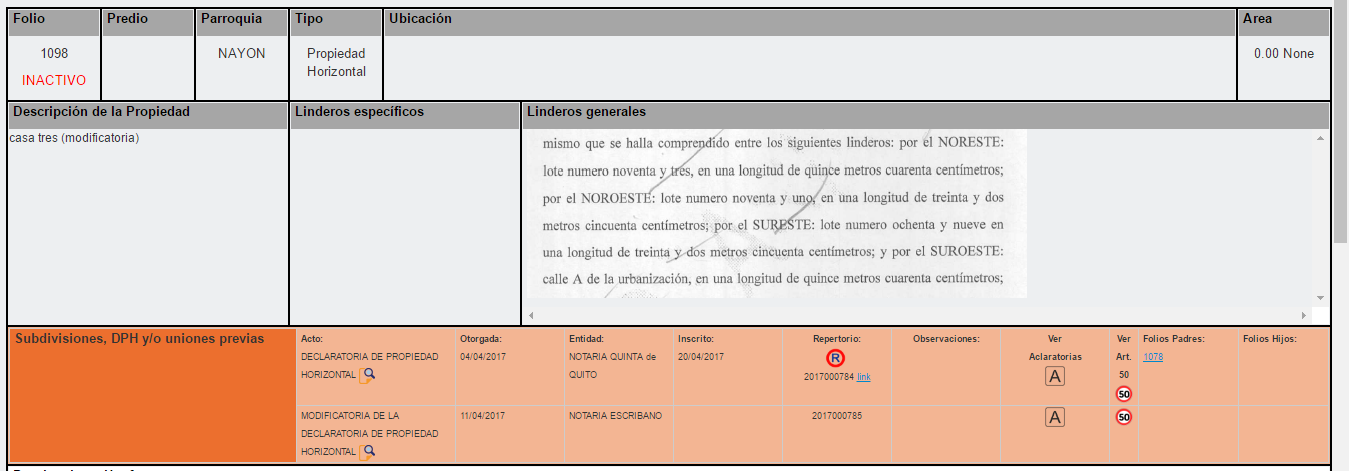 Folio Predio Parroquia Tipo Ubicación Area
1098 NAYON Propiedad 0.00 None
INACTIVO Horizontal
Descripción de la Propiedad Linderos específicos Linderos generales
casa tres (modificatoria)
mismo que se halla comprendido entre los siguientes linderos: por el NORESTE:
lote numero noventa y tres, en una longitud de quince metros cuarenta centímetros;
por el NOROESTE: lote numero noventa y uno, en una longitud de treinta y dos
metros cincuenta centímetros; por el SURESTE: lote numero ochenta y nueve en
una longitud de treinta y dos metros cincuenta centímetros; y por el SUROESTE:
calle A de la urbanización, en una longitud de quince metros cuarenta centímetros;
Subdivisiones, DPH y/o uniones previas Acto: Otorgada: Entidad: Inscrito: Repertorio: Observaciones: Ver Ver Folios Padres: Folios Hijos:
DECLARATORIA DE PROPIEDAD 04/04/2017 NOTARIA QUINTA de 20/04/2017 R Aclaratorias Art. 1078
HORIZONTAL QUITO 2017000784 link A 50
50
MODIFICATORIA DE LA 11/04/2017 NOTARIA ESCRIBANO 2017000785 A 50
DECLARATORIA DE PROPIEDAD
HORIZONTAL